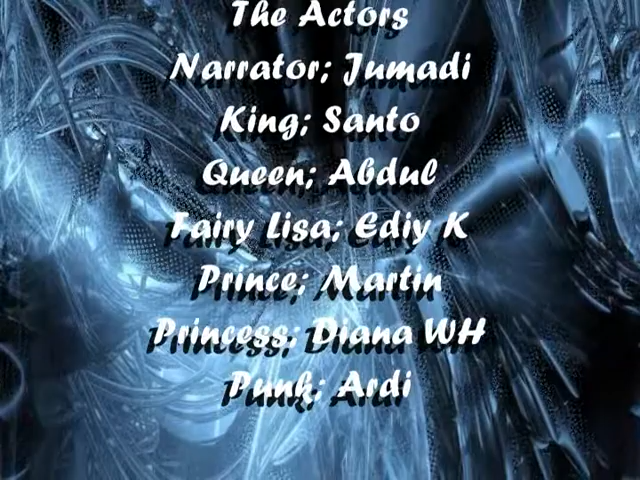 The Actors
Narrator; Jumadi
King; Santo
Queen; Abdul
Fairy Lisa; Ediy K
Prince; Martin
Princess; Diana WH
Punk; Ardi